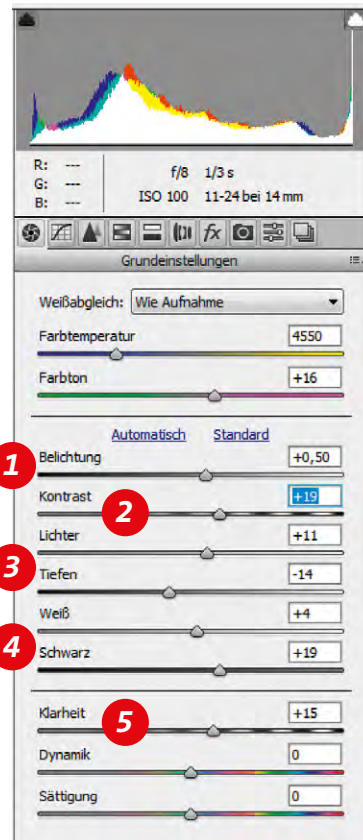 R: ---
G: ---
B: ---
f/8 1/3 s
ISO 100 11-24 bei 14 mm
fx
Grundeinstellungen
Weißabgleich: Wie Aufnahme
Farbtemperatur 4550
Farbton +16
Automatisch Standard
1 Belichtung +0,50
Kontrast +19
2
Lichter +11
3 Tiefen -14
Weiß +4
4 Schwarz +19
Klarheit +15
5
Dynamik 0
Sättigung 0